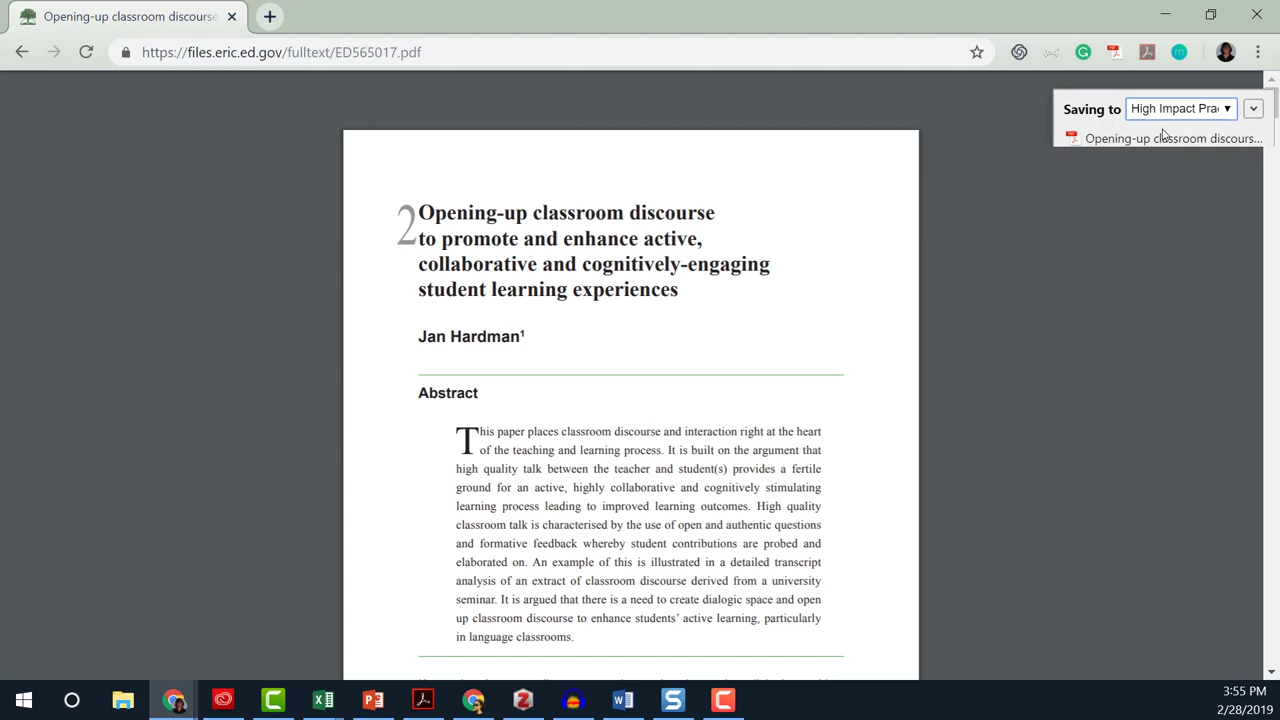 Opening-up classroom discourse
https://files.eric.ed.gov/fulltext/ED565017.pdf
Saving to High Impact Pra
Opening-up classroom discours...
2
Opening-up classroom discourse
to promote and enhance active,
collaborative and cognitively-engaging
student learning experiences
Jan Hardman1
Abstract
This paper places classroom discourse and interaction right at the heart
of the teaching and learning process. It is built on the argument that
high quality talk between the teacher and student(s) provides a fertile
ground for an active, highly collaborative and cognitively stimulating
learning process leading to improved learning outcomes. High quality
classroom talk is characterised by the use of open and authentic questions
and formative feedback whereby student contributions are probed and
elaborated on. An example of this is illustrated in a detailed transcript
analysis of an extract of classroom discourse derived from a university
seminar. It is argued that there is a need to create dialogic space and open
up classroom discourse to enhance students’ active learning, particularly
in language classrooms.
3:55 PM
2/28/2019